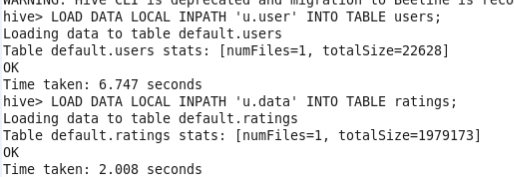 WARNING: Hive CLI is deprecated and migration to Beeline is reco
hive> LOAD DATA LOCAL INPATH 'u.user' INTO TABLE users;
Loading data to table default.users
Table default.users stats: [numFiles=1, totalSize=22628]
OK
Time taken: 6.747 seconds
hive> LOAD DATA LOCAL INPATH 'u.data' INTO TABLE ratings;
Loading data to table default.ratings
Table default.ratings stats: [numFiles=1, totalSize=1979173]
OK
Time taken: 2.008 seconds